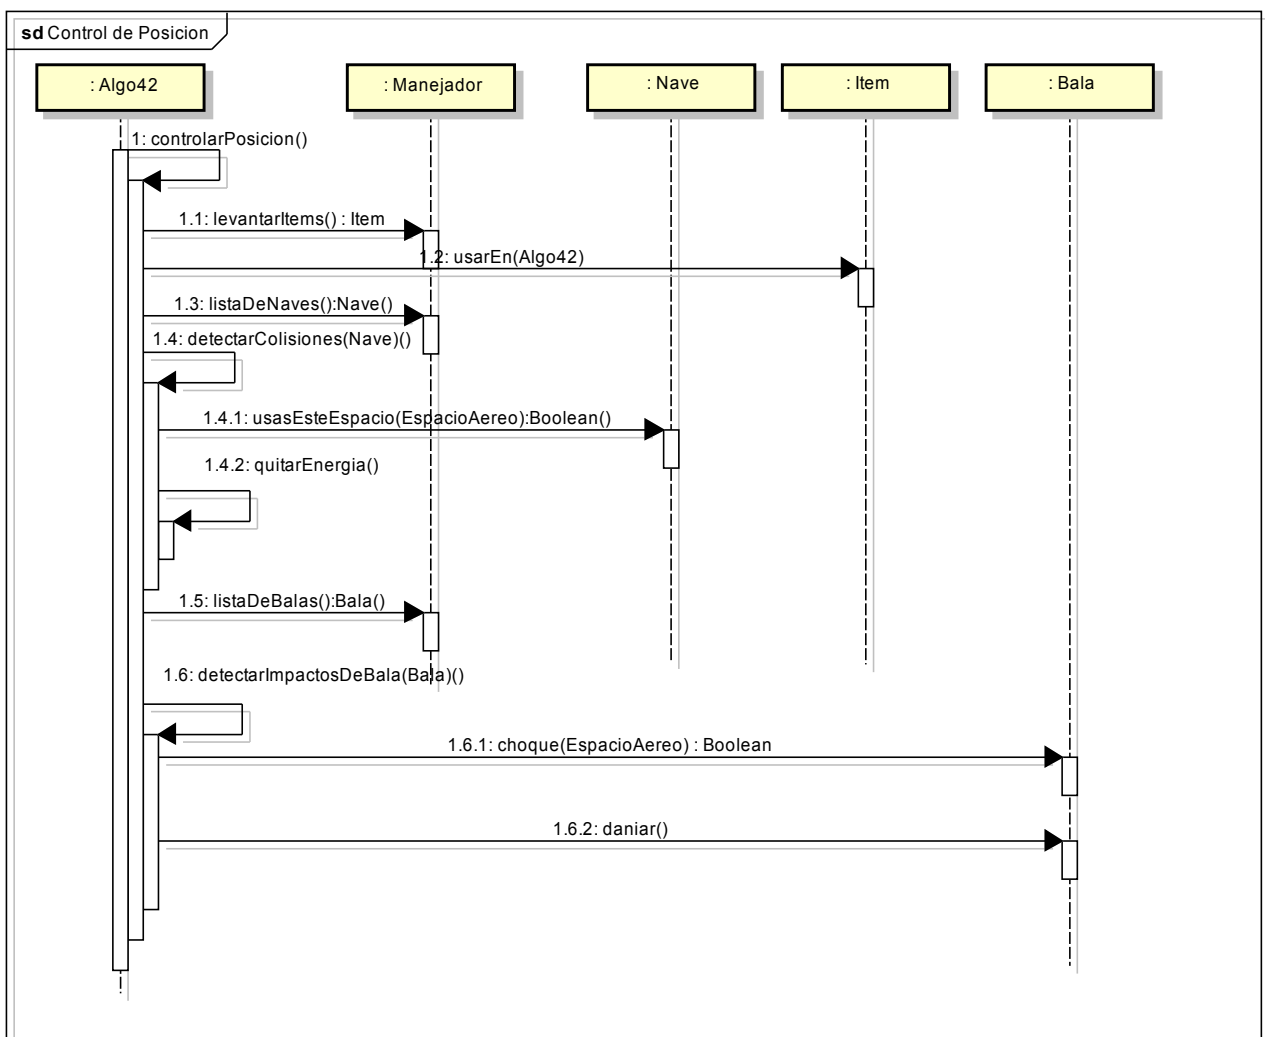 sd Control de Posicion
: Algo42
: Manejador
: Nave
: Item
: Bala
1: controlarPosicion()
1.1: levantarItems() : Item
1.2: usarEn(Algo42)
1.3: listaDeNaves():Nave()
1.4: detectarColisiones(Nave)()
1.4.1: usasEsteEspacio(EspacioAereo):Boolean()
1.4.2: quitarEnergia()
1.5: listaDeBalas():Bala()
1.6: detectarImpactosDeBala(Bala)()
1.6.1: choque(EspacioAereo) : Boolean
1.6.2: daniar()